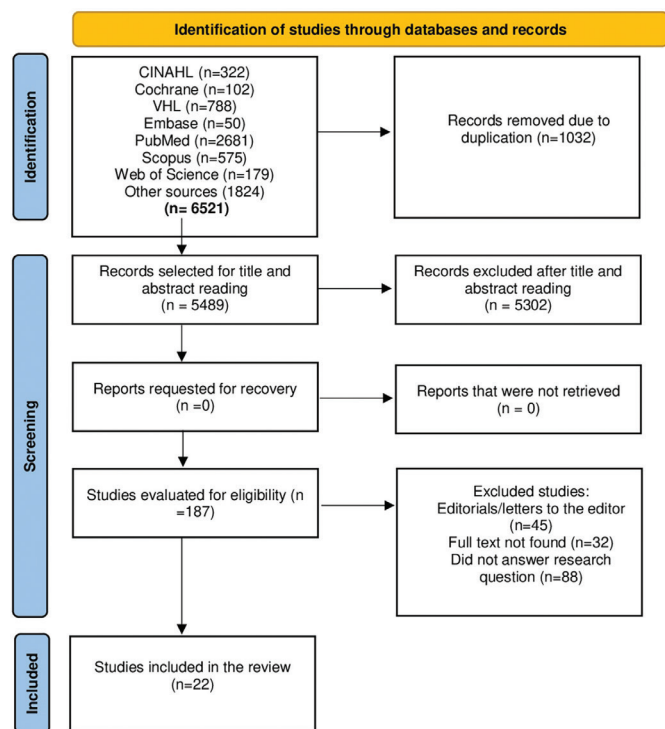 Identification of studies through databases and records
Identification
CINAHL (n=322)
Cochrane (n=102)
VHL (n=788)
Embase (n=50)
PubMed (n=2681)
Scopus (n=575)
Web of Science (n=179)
Other sources (1824)
(n= 6521)
Records removed due to
duplication (n=1032)
Screening
Records selected for title and
abstract reading
(n = 5489)
Records excluded after title and
abstract reading
(n = 5302)
Reports requested for recovery
(n =0)
Reports that were not retrieved
(n = 0)
Studies evaluated for eligibility (n
=187)
Excluded studies:
Editorials/letters to the editor
(n=45)
Full text not found (n=32)
Did not answer research
question (n=88)
Included
Studies included in the review
(n=22)